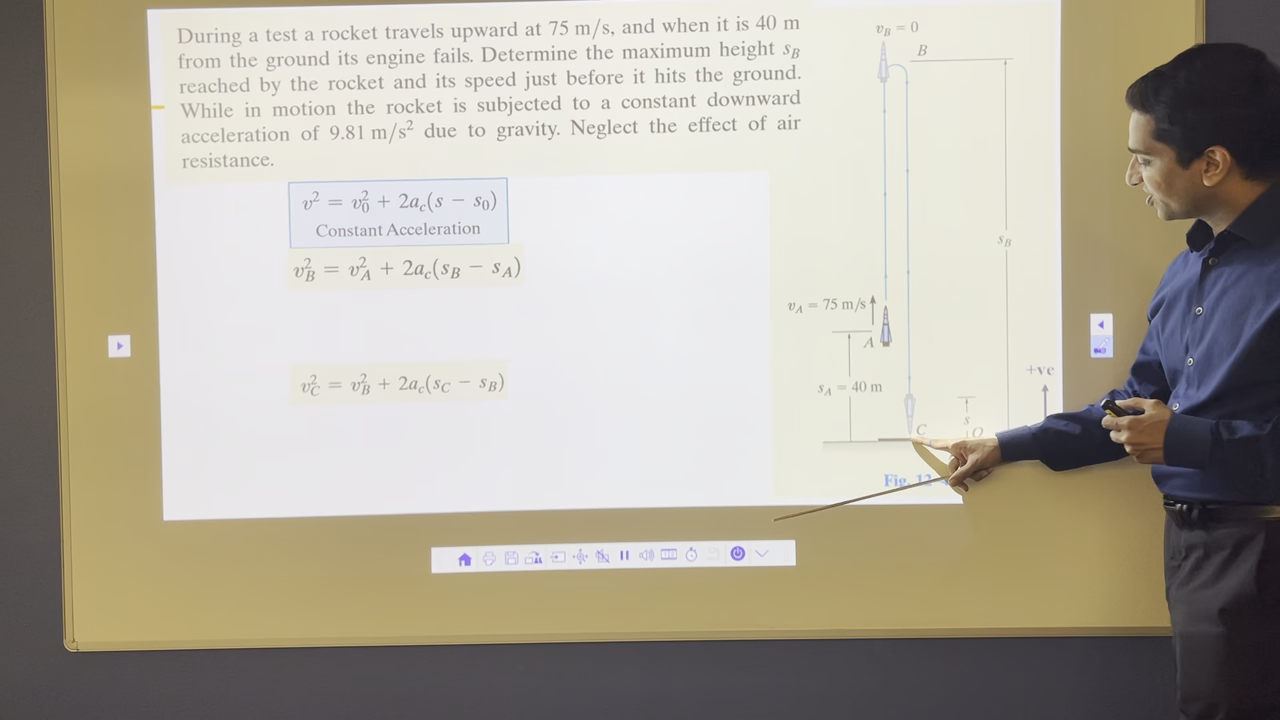 During a test a rocket travels upward at 75 m/s, and when it is 40 m
from the ground its engine fails. Determine the maximum height s_B
reached by the rocket and its speed just before it hits the ground.
While in motion the rocket is subjected to a constant downward
acceleration of 9.81 m/s² due to gravity. Neglect the effect of air
resistance.
v² = v₀² + 2a_c(s − s₀)
Constant Acceleration
v_B² = v_A² + 2a_c(s_B − s_A)
v_C² = v_B² + 2a_c(s_C − s_B)
v_B = 0
B
s_B
v_A = 75 m/s
A
+ve
s_A = 40 m
s
C
O
Fig. 12